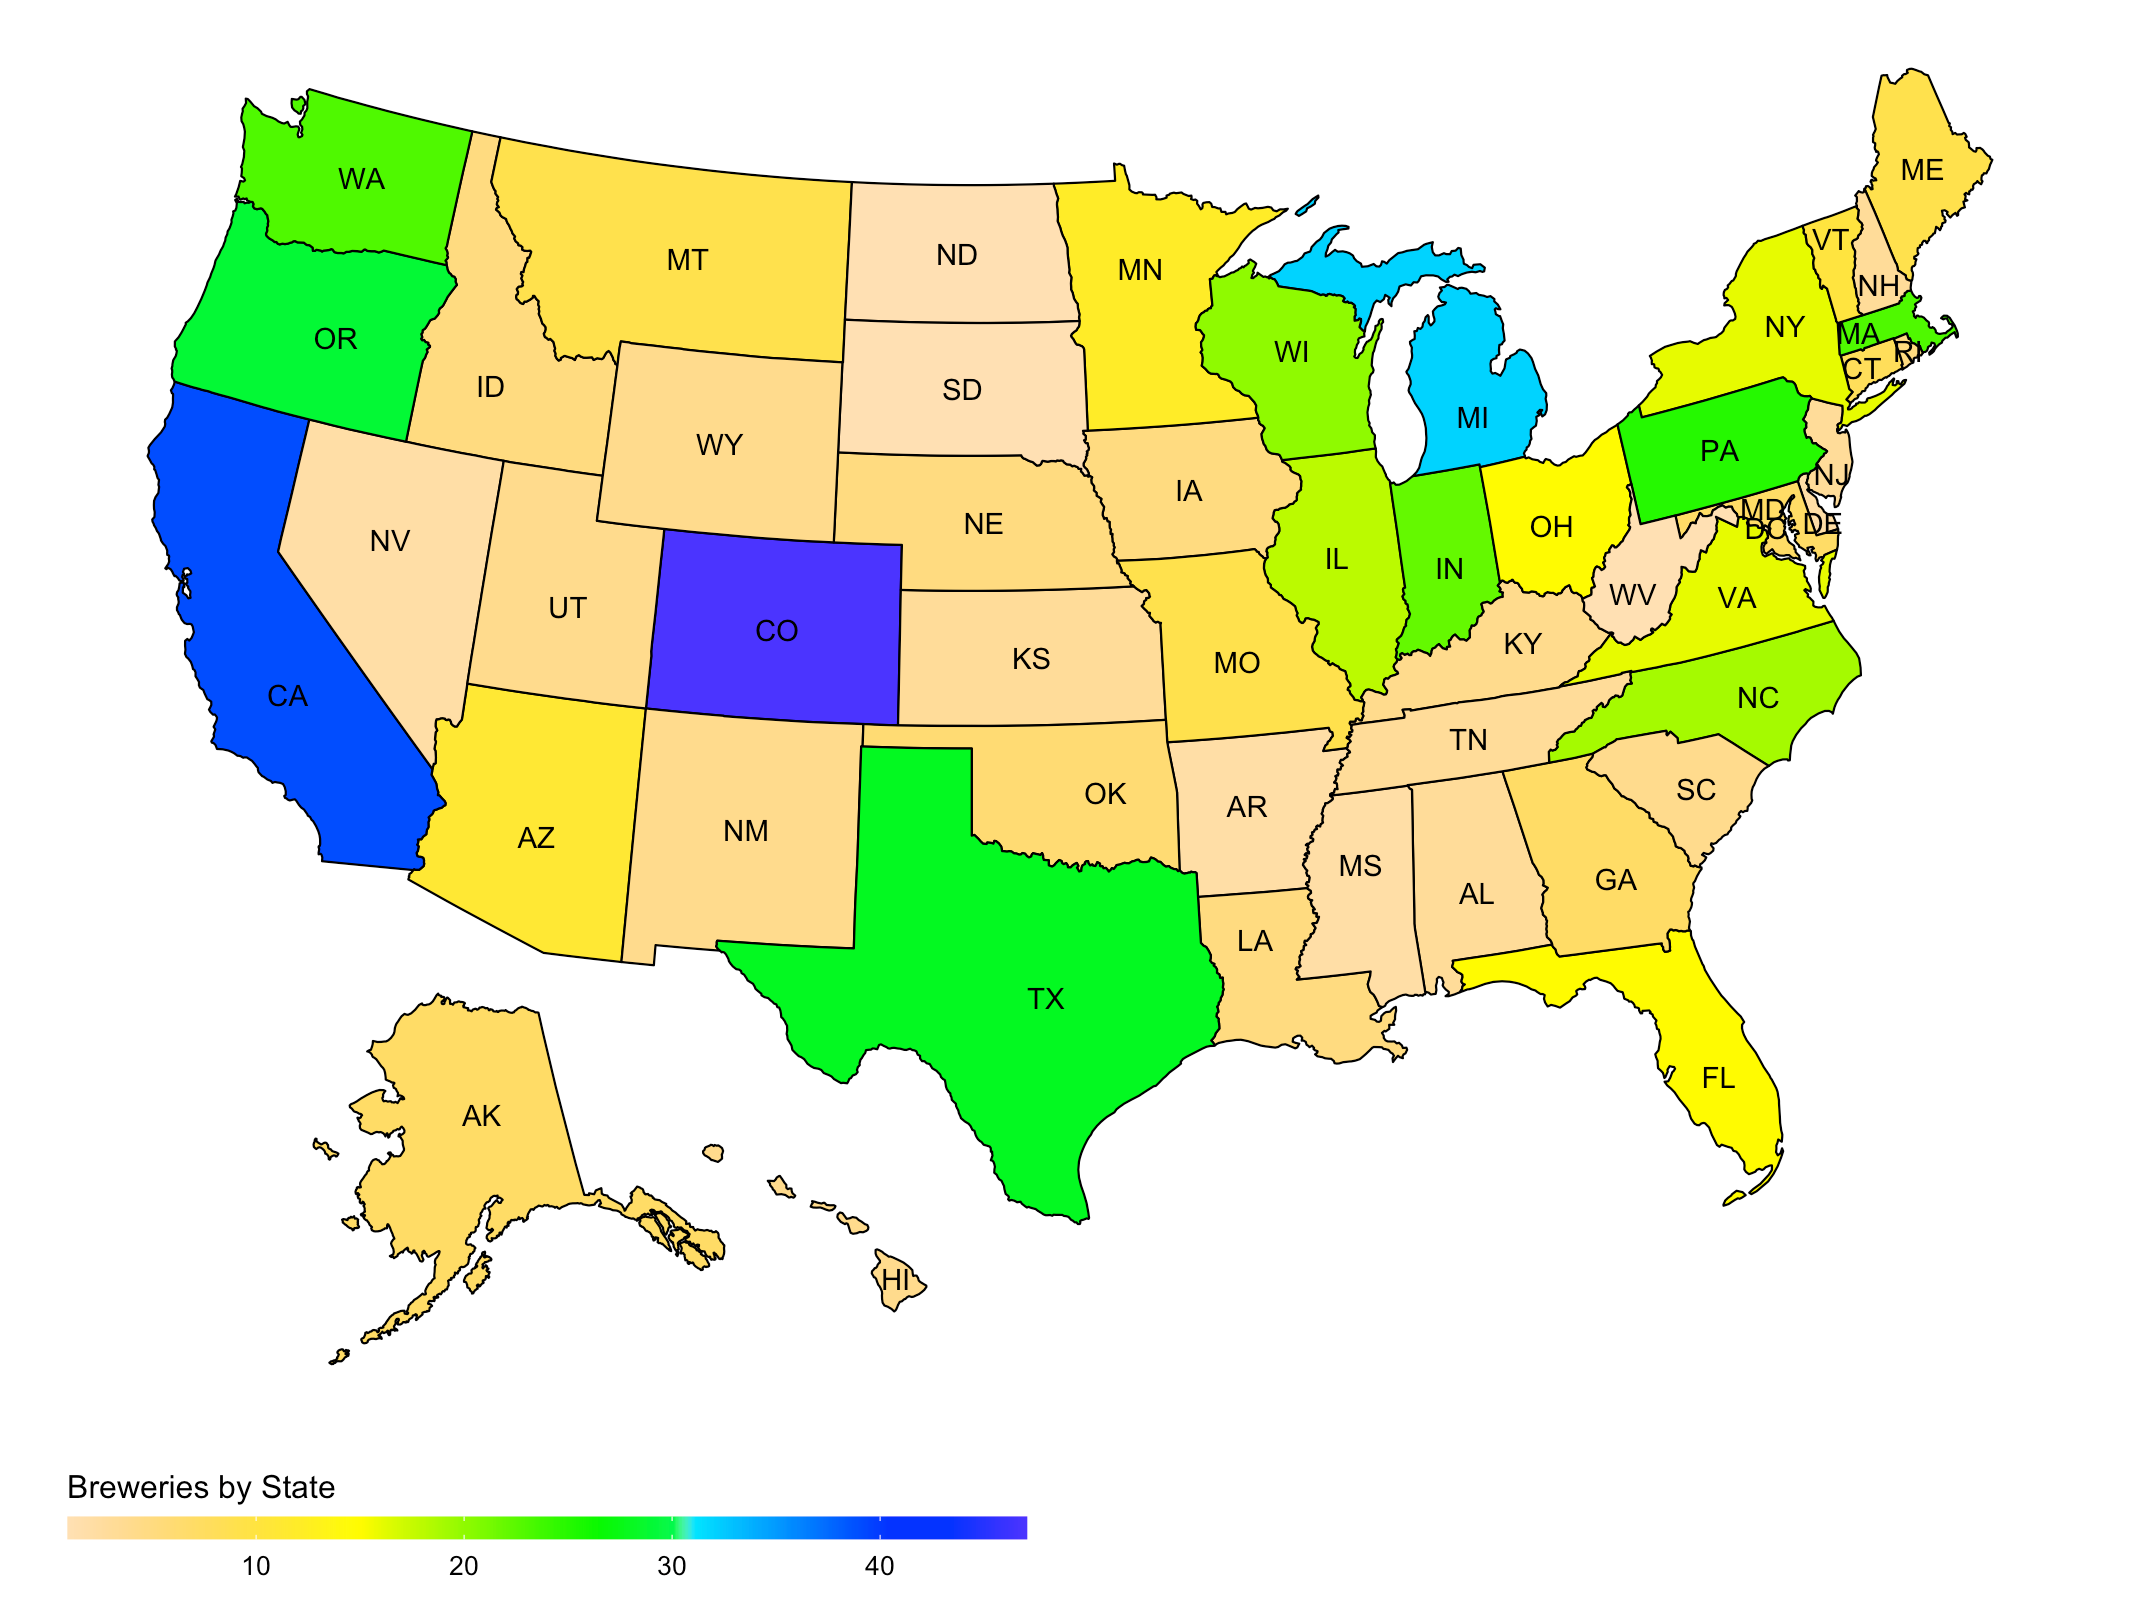 ME
WA
VT
MT
ND
MN
NH
NY
MA
OR
WI
RI
CT
ID
SD
MI
WY
PA
NJ
IA
MD
NE
OH
DE
DC
NV
IL
IN
WV
VA
UT
CO
KS
MO
KY
CA
NC
TN
AZ
NM
OK
AR
SC
MS
AL
GA
LA
TX
FL
AK
HI
Breweries by State
10 20 30 40